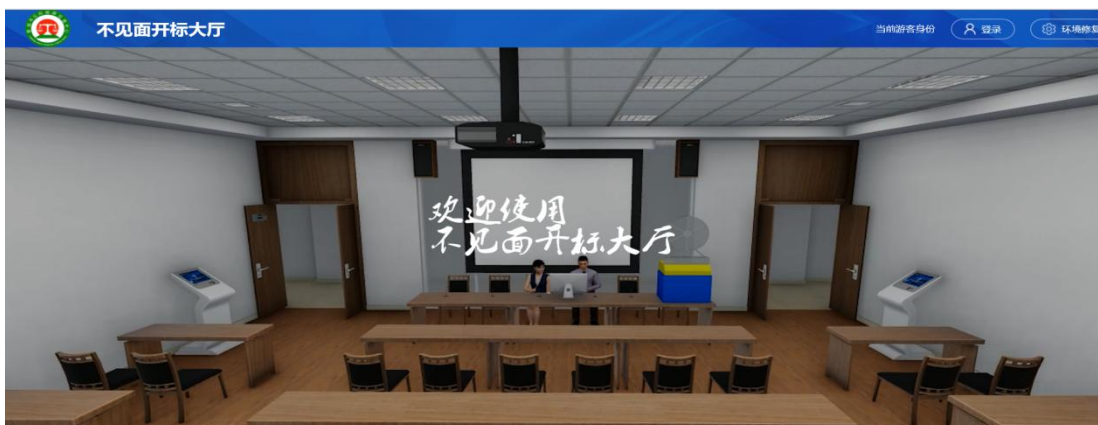 不见面开标大厅
当前游客身份
登录
环境修复
欢迎使用
不见面开标大厅